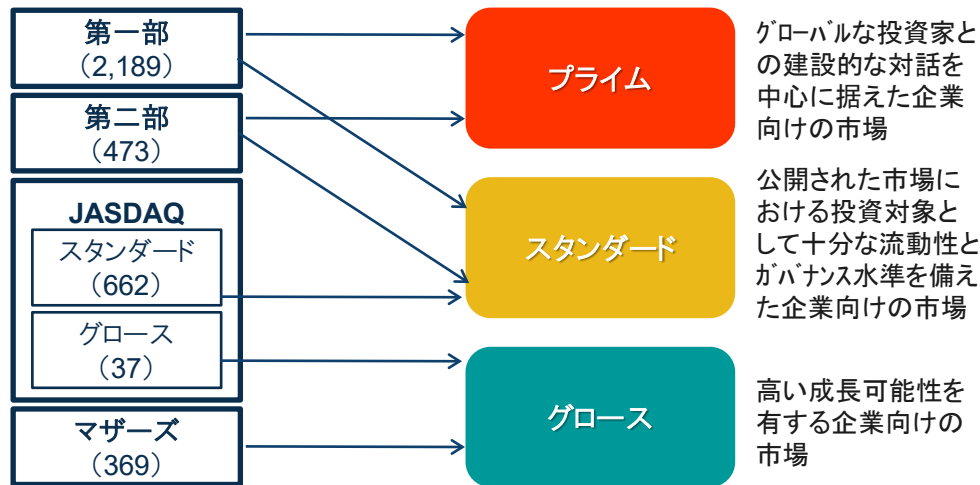 第一部
（2,189）
第二部
（473）
JASDAQ
スタンダード
（662）
グロース
（37）
マザーズ
（369）
プライム
スタンダード
グロース
ｸﾞﾛｰﾊﾞﾙな投資家と
の建設的な対話を
中心に据えた企業
向けの市場
公開された市場に
おける投資対象と
して十分な流動性と
ｶﾞﾊﾞﾅﾝｽ水準を備え
た企業向けの市場
高い成長可能性を
有する企業向けの
市場